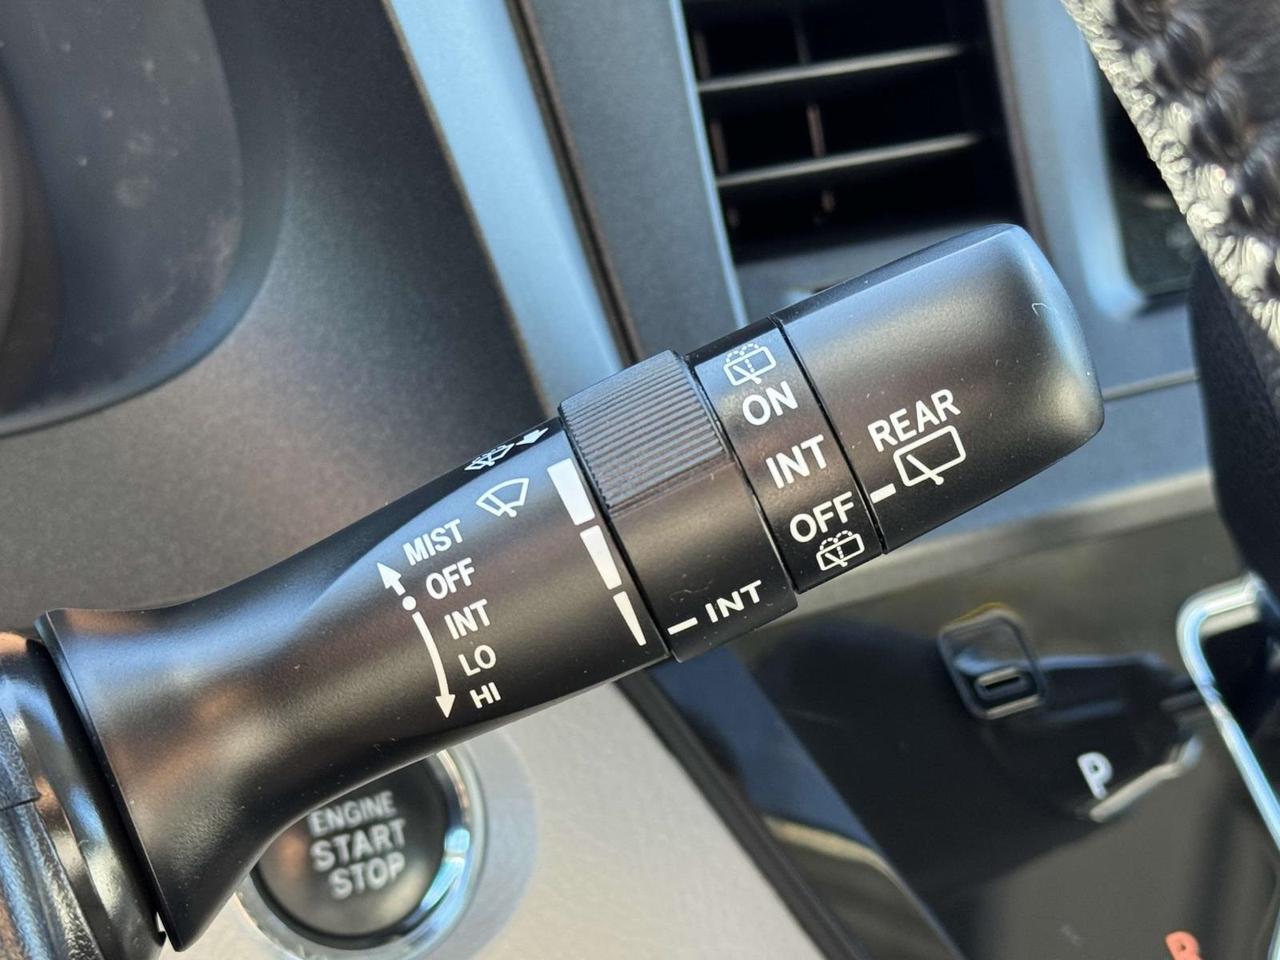 MIST
OFF
INT
LO
HI
INT
ON
INT
OFF
REAR
ENGINE
START
STOP
P
R